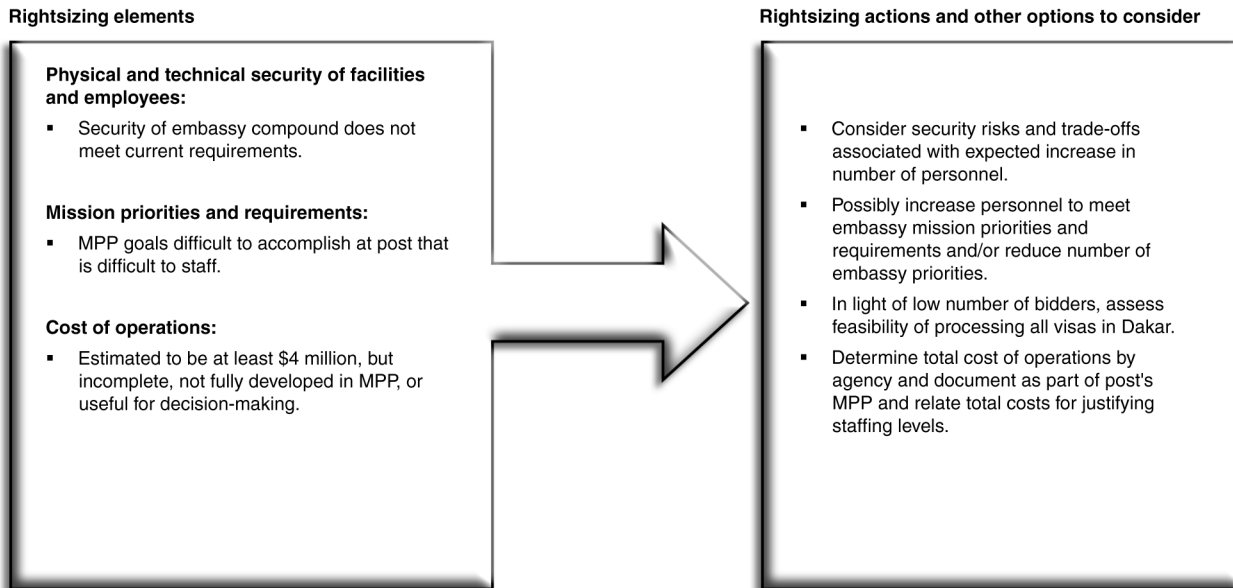 Rightsizing elements
Physical and technical security of facilities
and employees:
▪ Security of embassy compound does not
meet current requirements.
Mission priorities and requirements:
▪ MPP goals difficult to accomplish at post that
is difficult to staff.
Cost of operations:
▪ Estimated to be at least $4 million, but
incomplete, not fully developed in MPP, or
useful for decision-making.
Rightsizing actions and other options to consider
▪ Consider security risks and trade-offs
associated with expected increase in
number of personnel.
▪ Possibly increase personnel to meet
embassy mission priorities and
requirements and/or reduce number of
embassy priorities.
▪ In light of low number of bidders, assess
feasibility of processing all visas in Dakar.
▪ Determine total cost of operations by
agency and document as part of post's
MPP and relate total costs for justifying
staffing levels.